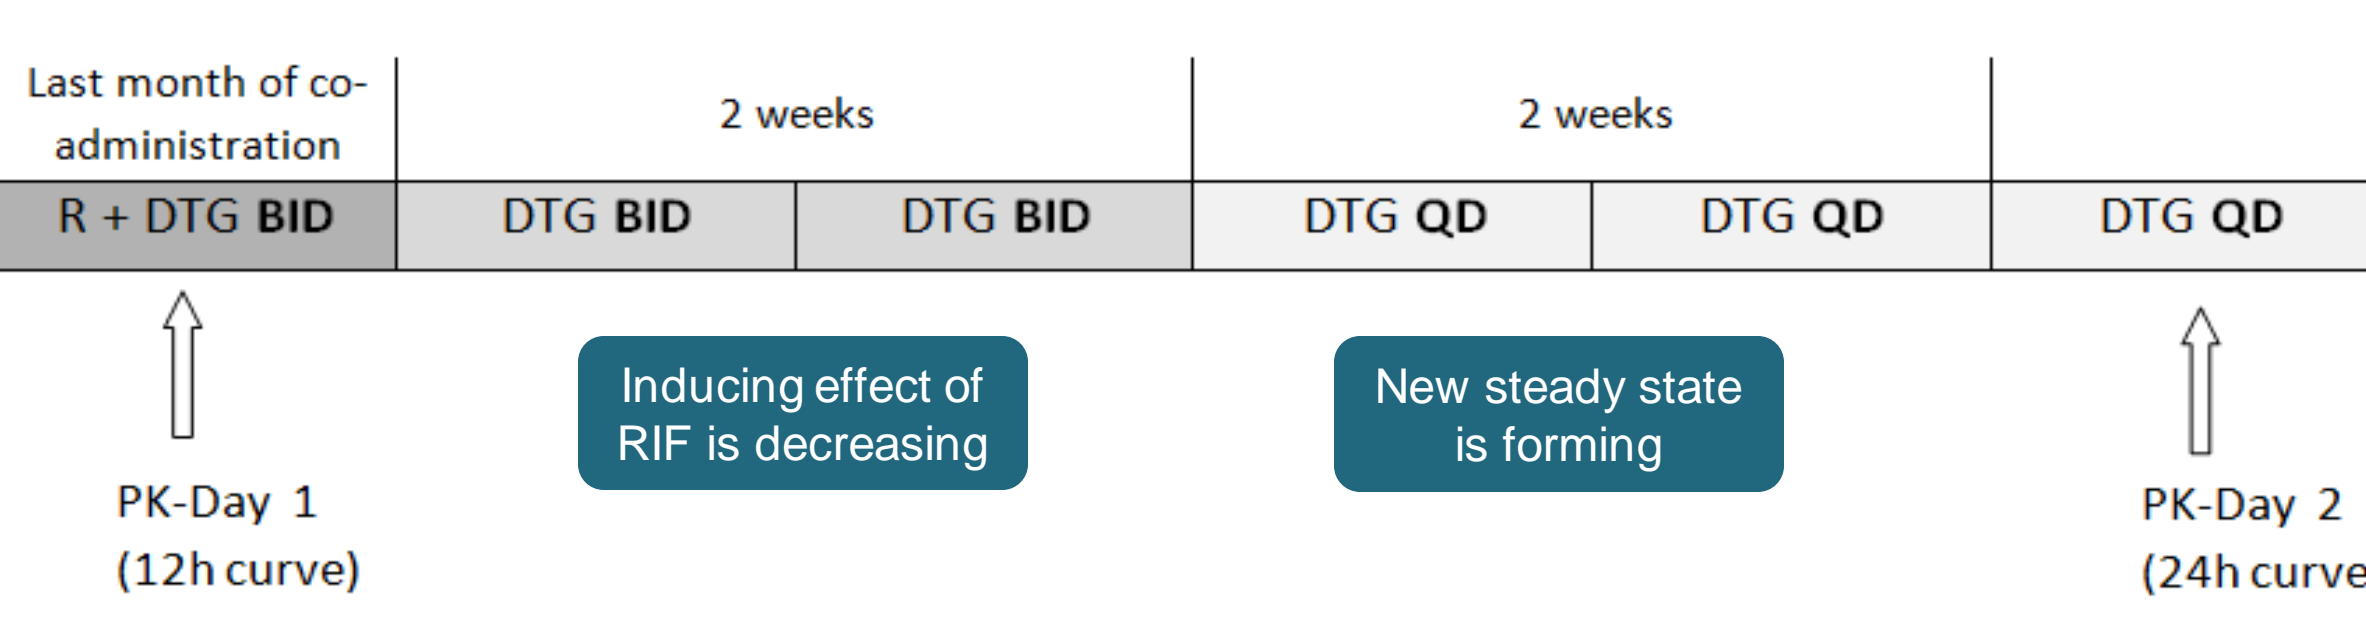 Last month of co-
administration
2 weeks
2 weeks
R + DTG BID
DTG BID
DTG BID
DTG QD
DTG QD
DTG QD
Inducing effect of
RIF is decreasing
New steady state
is forming
PK-Day 1
(12h curve)
PK-Day 2
(24h curve